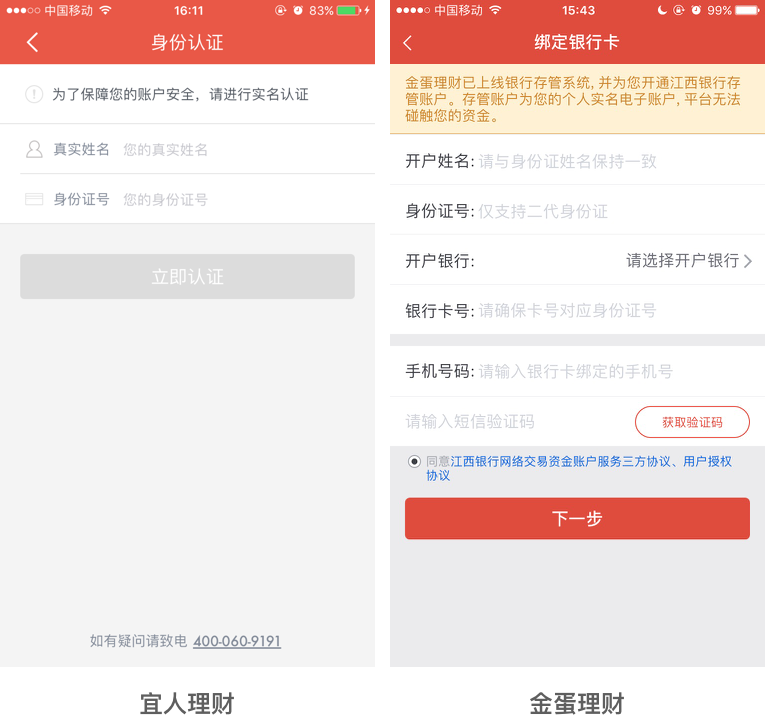 中国移动 16:11 83%
身份认证
为了保障您的账户安全，请进行实名认证
真实姓名 您的真实姓名
身份证号 您的身份证号
立即认证
如有疑问请致电 400-060-9191
宜人理财
中国移动 15:43 99%
绑定银行卡
金蛋理财已上线银行存管系统, 并为您开通江西银行存
管账户。存管账户为您的个人实名电子账户, 平台无法
碰触您的资金。
开户姓名: 请与身份证姓名保持一致
身份证号: 仅支持二代身份证
开户银行: 请选择开户银行
银行卡号: 请确保卡号对应身份证号
手机号码: 请输入银行卡绑定的手机号
请输入短信验证码 获取验证码
同意江西银行网络交易资金账户服务三方协议、用户授权
协议
下一步
金蛋理财